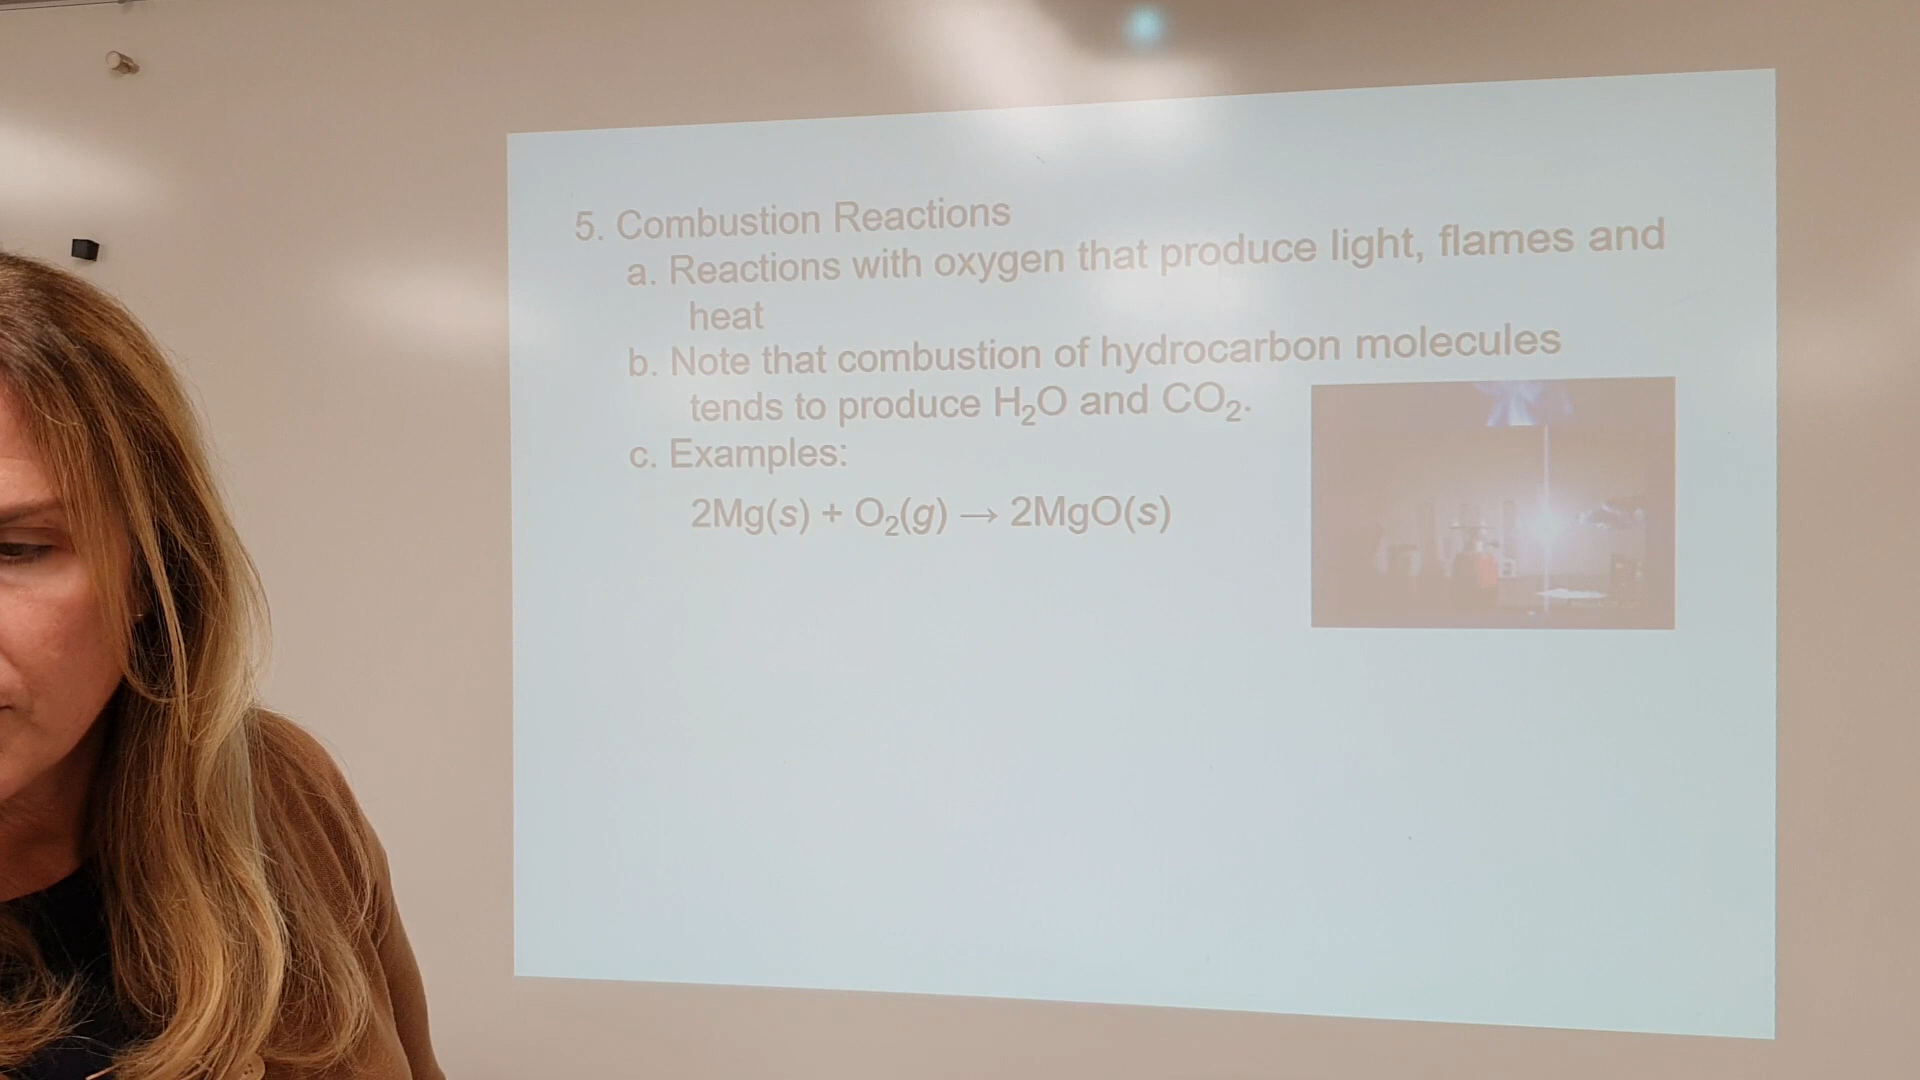 5. Combustion Reactions
a. Reactions with oxygen that produce light, flames and
heat
b. Note that combustion of hydrocarbon molecules
tends to produce H₂O and CO₂.
c. Examples:
2Mg(s) + O₂(g) → 2MgO(s)